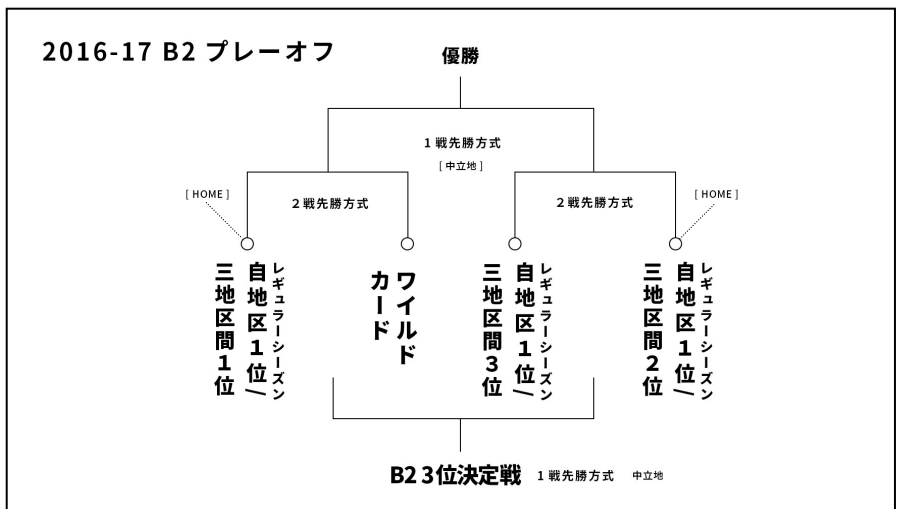 2016-17 B2 プレーオフ
優勝
1 戦先勝方式
[ 中立地 ]
[ HOME ]
2 戦先勝方式
2 戦先勝方式
[ HOME ]
レギュラーシーズン
自地区1位/
三地区間1位
ワイルド
カード
レギュラーシーズン
自地区1位/
三地区間3位
レギュラーシーズン
自地区1位/
三地区間2位
B2 3位決定戦 1 戦先勝方式 中立地